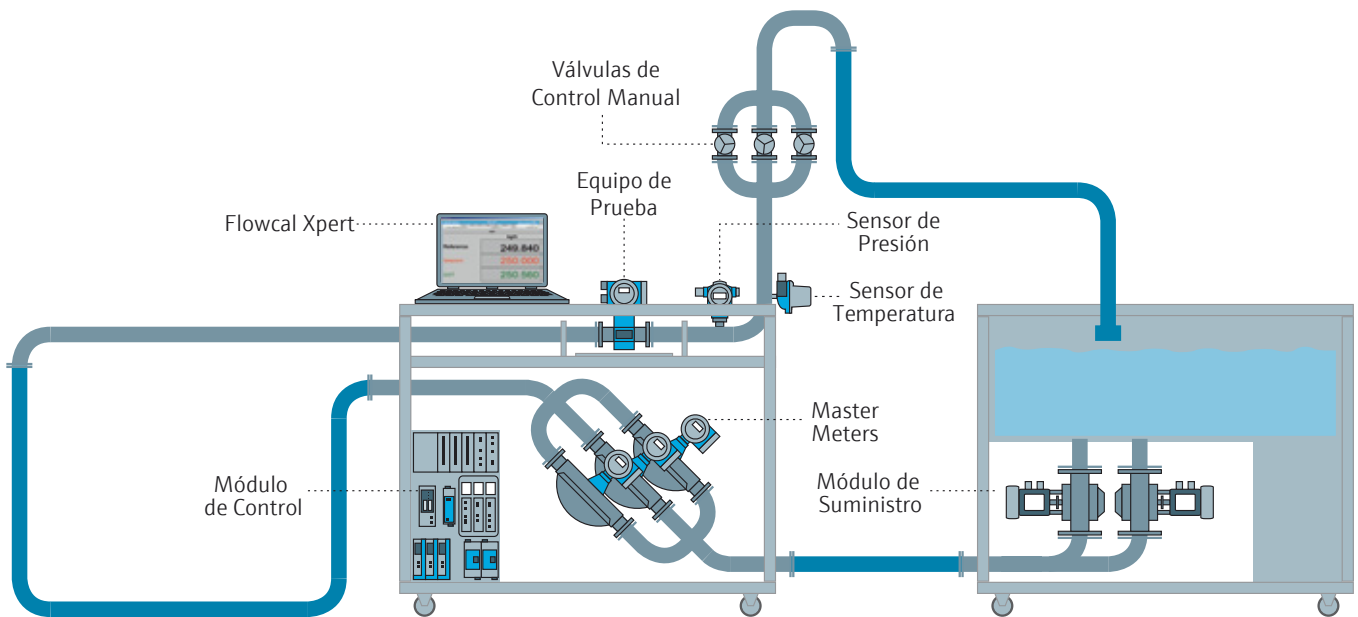 Válvulas de
Control Manual
Equipo de
Prueba
Flowcal Xpert
Sensor de
Presión
Sensor de
Temperatura
Reference
249.840
250.000
250.560
Master
Meters
Módulo
de Control
Módulo de
Suministro